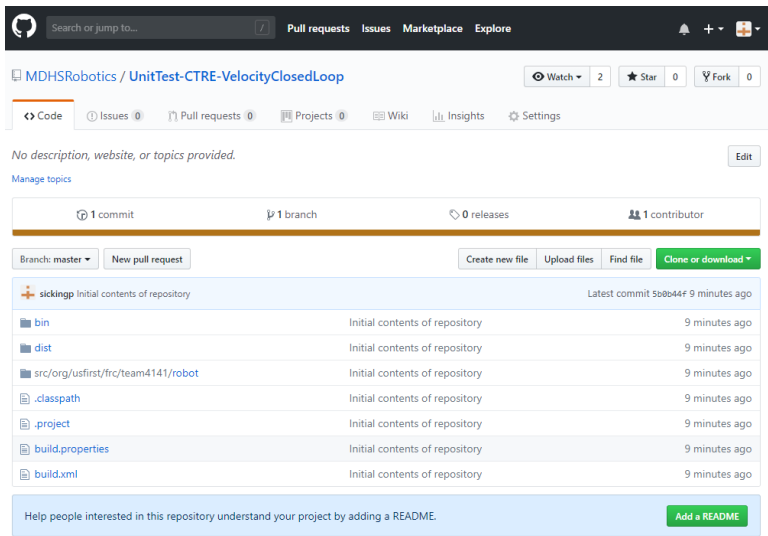 Search or jump to... / Pull requests Issues Marketplace Explore
MDHSRobotics / UnitTest-CTRE-VelocityClosedLoop Watch 2 Star 0 Fork 0
<> Code Issues 0 Pull requests 0 Projects 0 Wiki Insights Settings
No description, website, or topics provided. Edit
Manage topics
1 commit 1 branch 0 releases 1 contributor
Branch: master New pull request Create new file Upload files Find file Clone or download
sickingp Initial contents of repository Latest commit 5b0b44f 9 minutes ago
bin Initial contents of repository 9 minutes ago
dist Initial contents of repository 9 minutes ago
src/org/usfirst/frc/team4141/robot Initial contents of repository 9 minutes ago
.classpath Initial contents of repository 9 minutes ago
.project Initial contents of repository 9 minutes ago
build.properties Initial contents of repository 9 minutes ago
build.xml Initial contents of repository 9 minutes ago
Help people interested in this repository understand your project by adding a README. Add a README